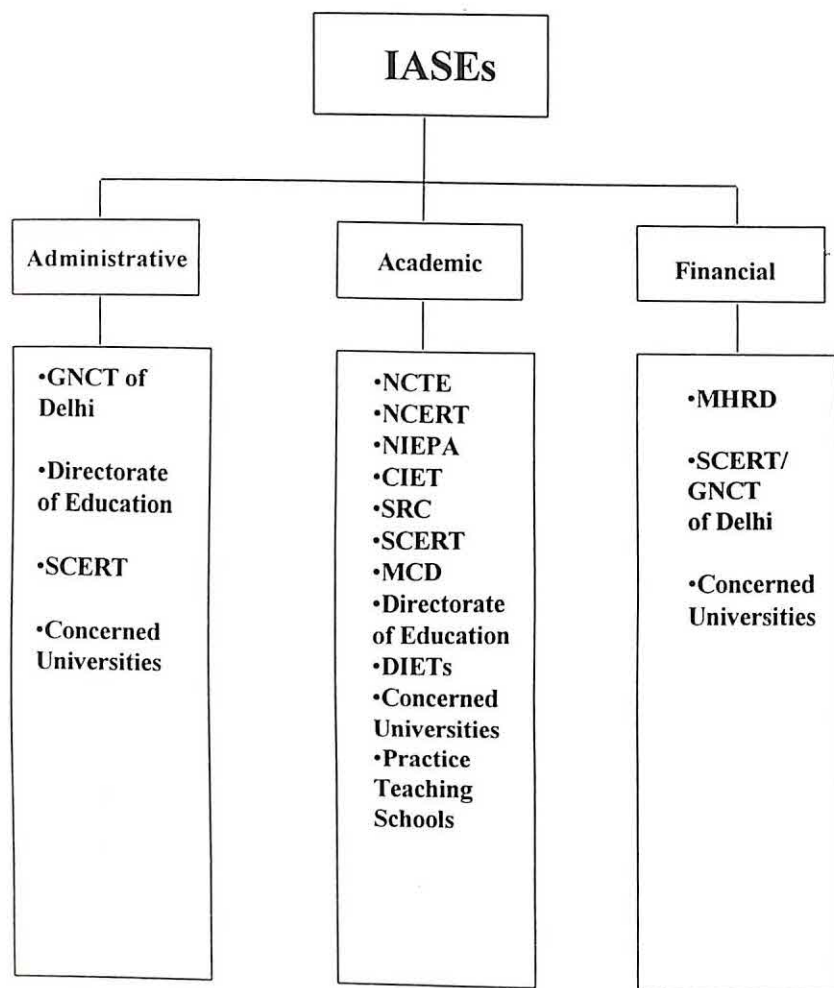 IASEs
Administrative
•GNCT of
Delhi
•Directorate
of Education
•SCERT
•Concerned
Universities
Academic
•NCTE
•NCERT
•NIEPA
•CIET
•SRC
•SCERT
•MCD
•Directorate
of Education
•DIETs
•Concerned
Universities
•Practice
Teaching
Schools
Financial
•MHRD
•SCERT/
GNCT
of Delhi
•Concerned
Universities